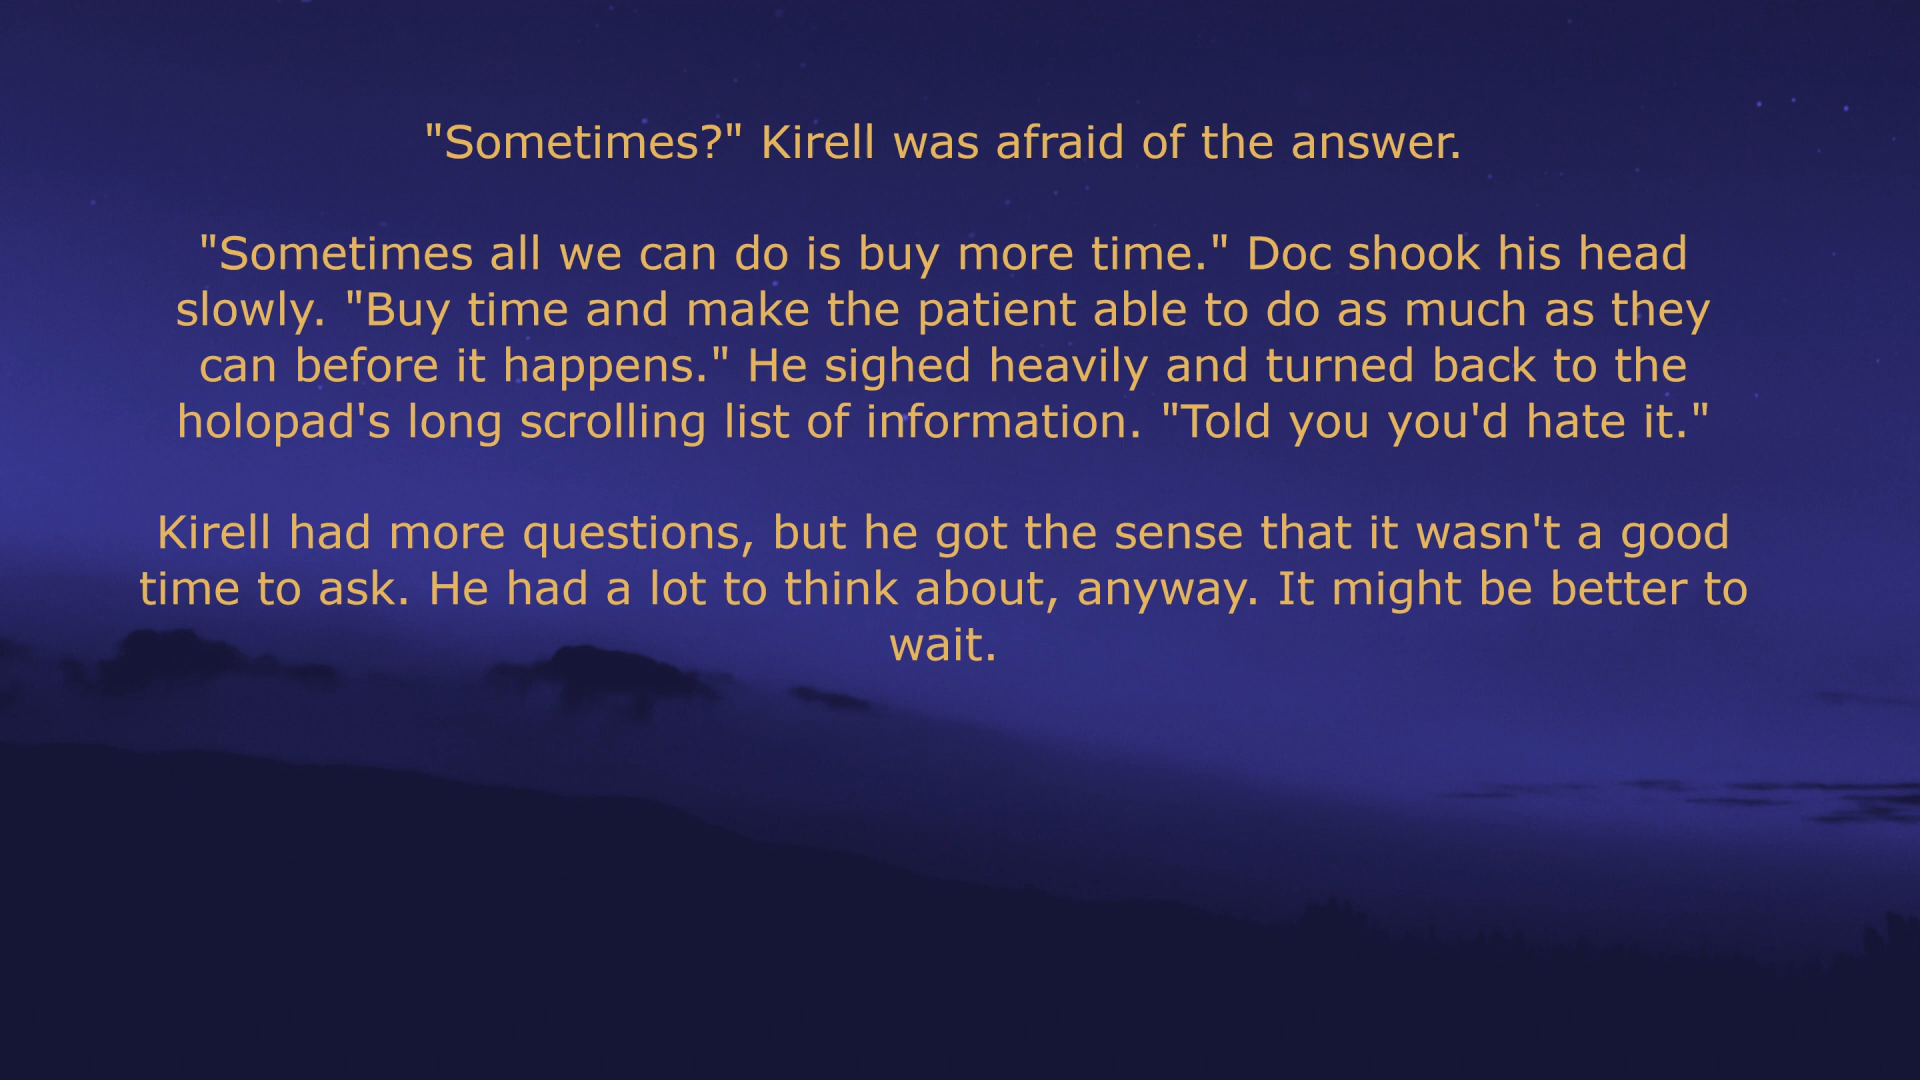 "Sometimes?" Kirell was afraid of the answer.
"Sometimes all we can do is buy more time." Doc shook his head
slowly. "Buy time and make the patient able to do as much as they
can before it happens." He sighed heavily and turned back to the
holopad's long scrolling list of information. "Told you you'd hate it."
Kirell had more questions, but he got the sense that it wasn't a good
time to ask. He had a lot to think about, anyway. It might be better to
wait.